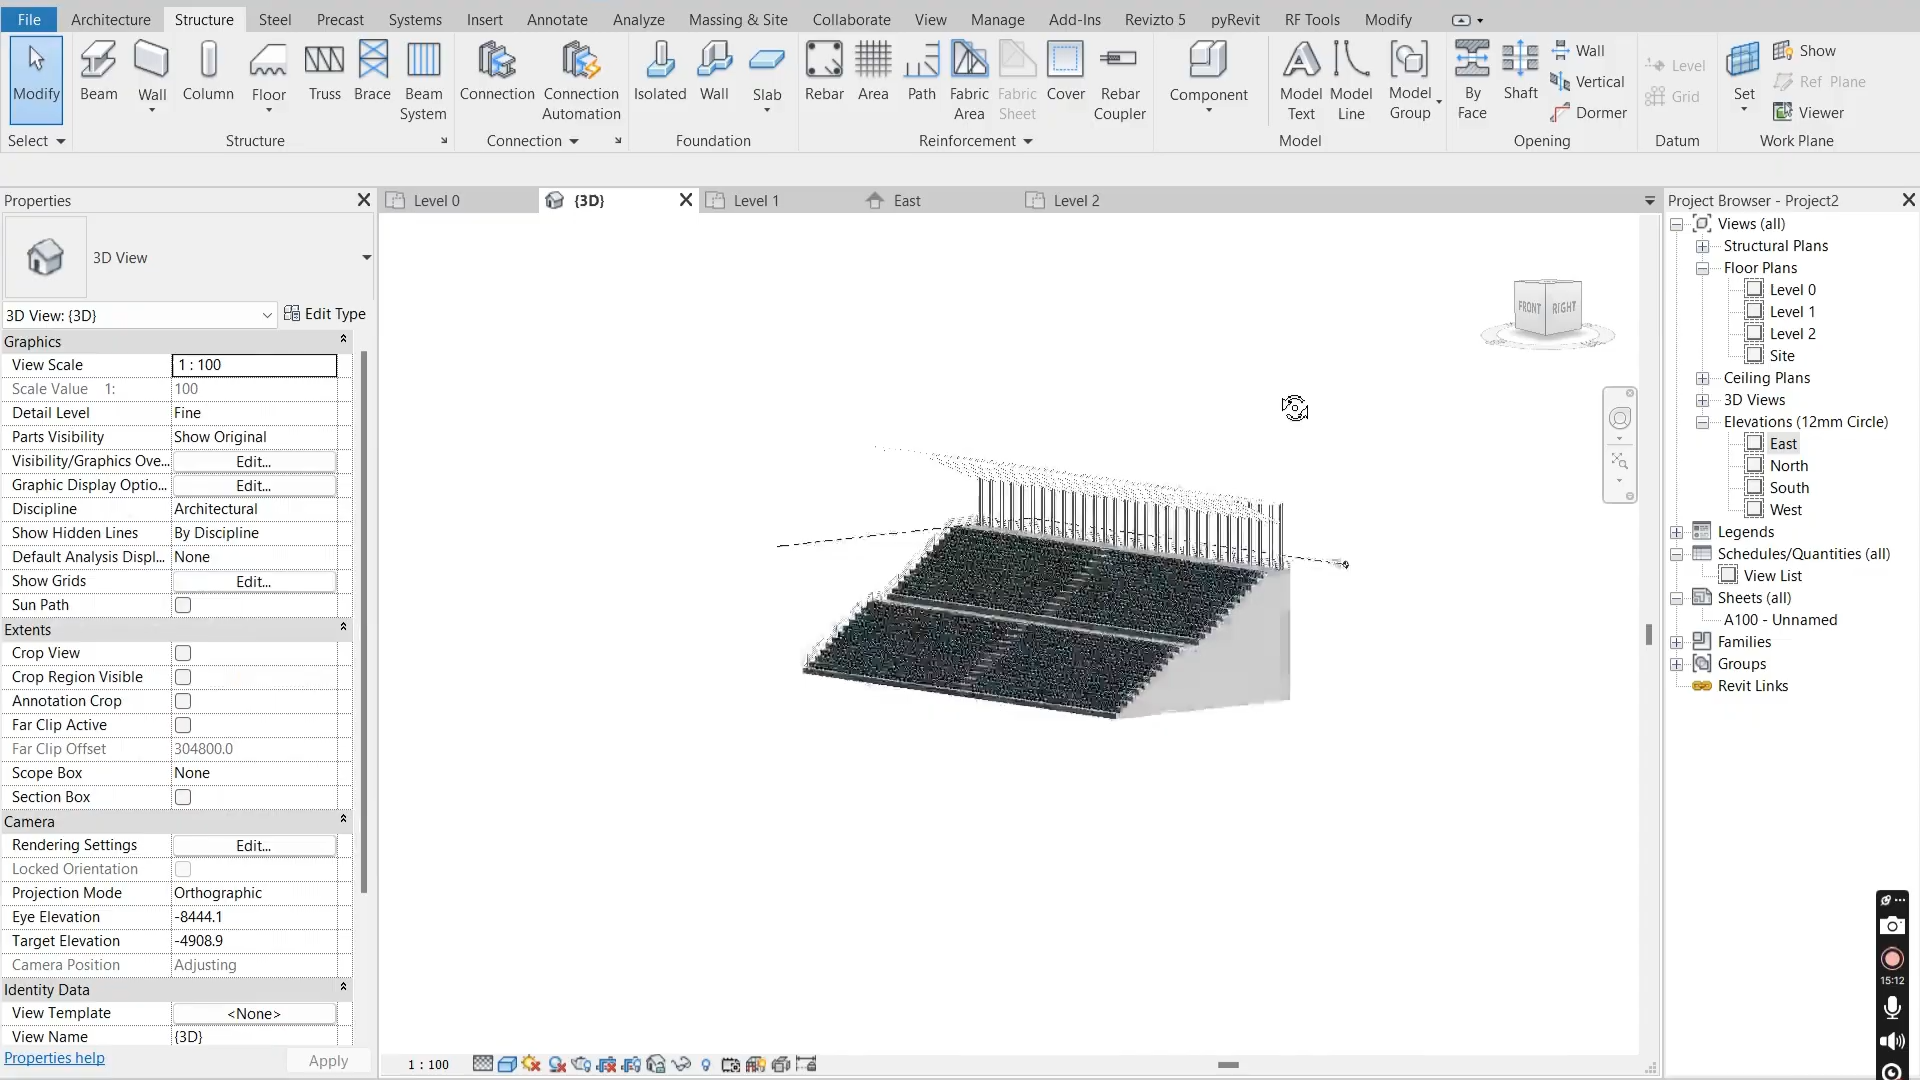 File Architecture Structure Steel Precast Systems Insert Annotate Analyze Massing & Site Collaborate View Manage Add-Ins Revizto 5 pyRevit RF Tools Modify
Modify
Beam
Wall
Column
Floor
Truss
Brace
Beam
System
Connection
Connection
Automation
Isolated
Wall
Slab
Rebar
Area
Path
Fabric
Area
Fabric
Sheet
Cover
Rebar
Coupler
Component
Model
Text
Model
Line
Model
Group
By
Face
Shaft
Wall
Vertical
Dormer
Level
Grid
Set
Show
Ref Plane
Viewer
Select
Structure
Connection
Foundation
Reinforcement
Model
Opening
Datum
Work Plane
Properties
3D View
3D View: {3D}
Edit Type
Graphics
View Scale 1 : 100
Scale Value 1: 100
Detail Level Fine
Parts Visibility Show Original
Visibility/Graphics Ove... Edit...
Graphic Display Optio... Edit...
Discipline Architectural
Show Hidden Lines By Discipline
Default Analysis Displ... None
Show Grids Edit...
Sun Path
Extents
Crop View
Crop Region Visible
Annotation Crop
Far Clip Active
Far Clip Offset 304800.0
Scope Box None
Section Box
Camera
Rendering Settings Edit...
Locked Orientation
Projection Mode Orthographic
Eye Elevation -8444.1
Target Elevation -4908.9
Camera Position Adjusting
Identity Data
View Template <None>
View Name {3D}
Properties help
Apply
Level 0
{3D}
Level 1
East
Level 2
FRONT
RIGHT
1 : 100
Project Browser - Project2
Views (all)
Structural Plans
Floor Plans
Level 0
Level 1
Level 2
Site
Ceiling Plans
3D Views
Elevations (12mm Circle)
East
North
South
West
Legends
Schedules/Quantities (all)
View List
Sheets (all)
A100 - Unnamed
Families
Groups
Revit Links
15:12